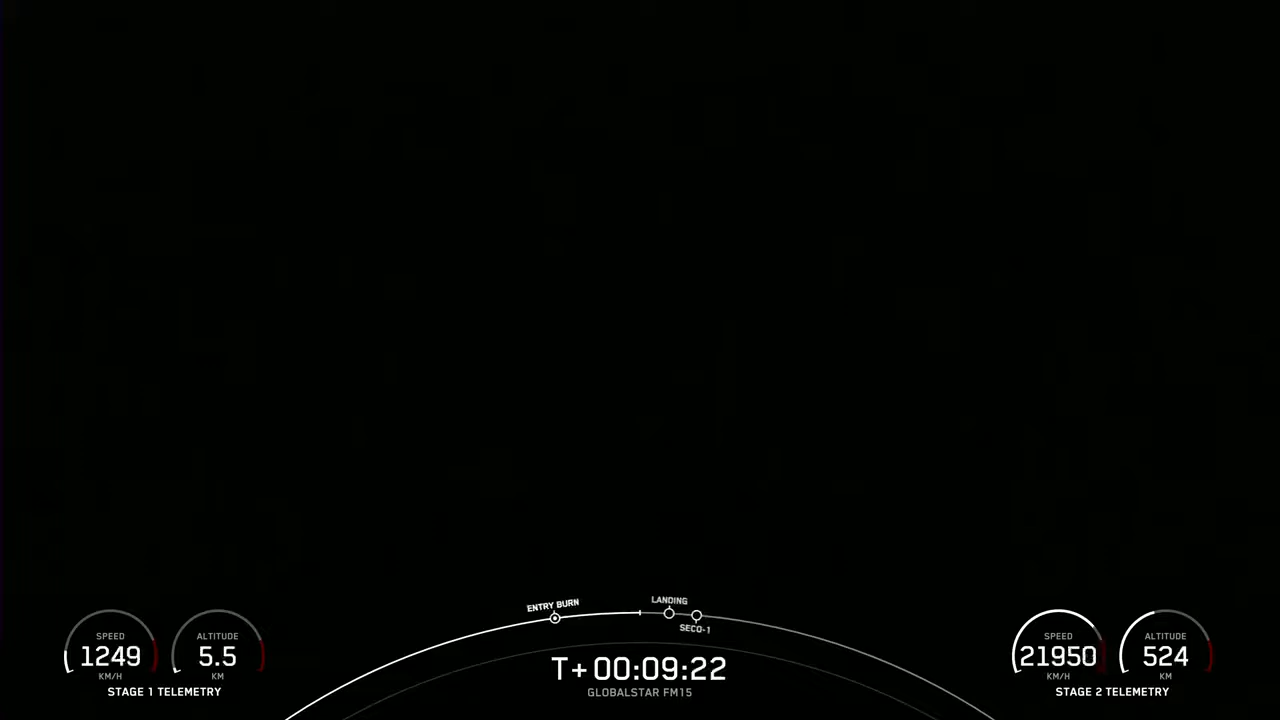 ENTRY BURN
LANDING
SECO-1
SPEED
1249
KM/H
ALTITUDE
5.5
KM
STAGE 1 TELEMETRY
T+ 00:09:22
GLOBALSTAR FM15
SPEED
21950
KM/H
ALTITUDE
524
KM
STAGE 2 TELEMETRY